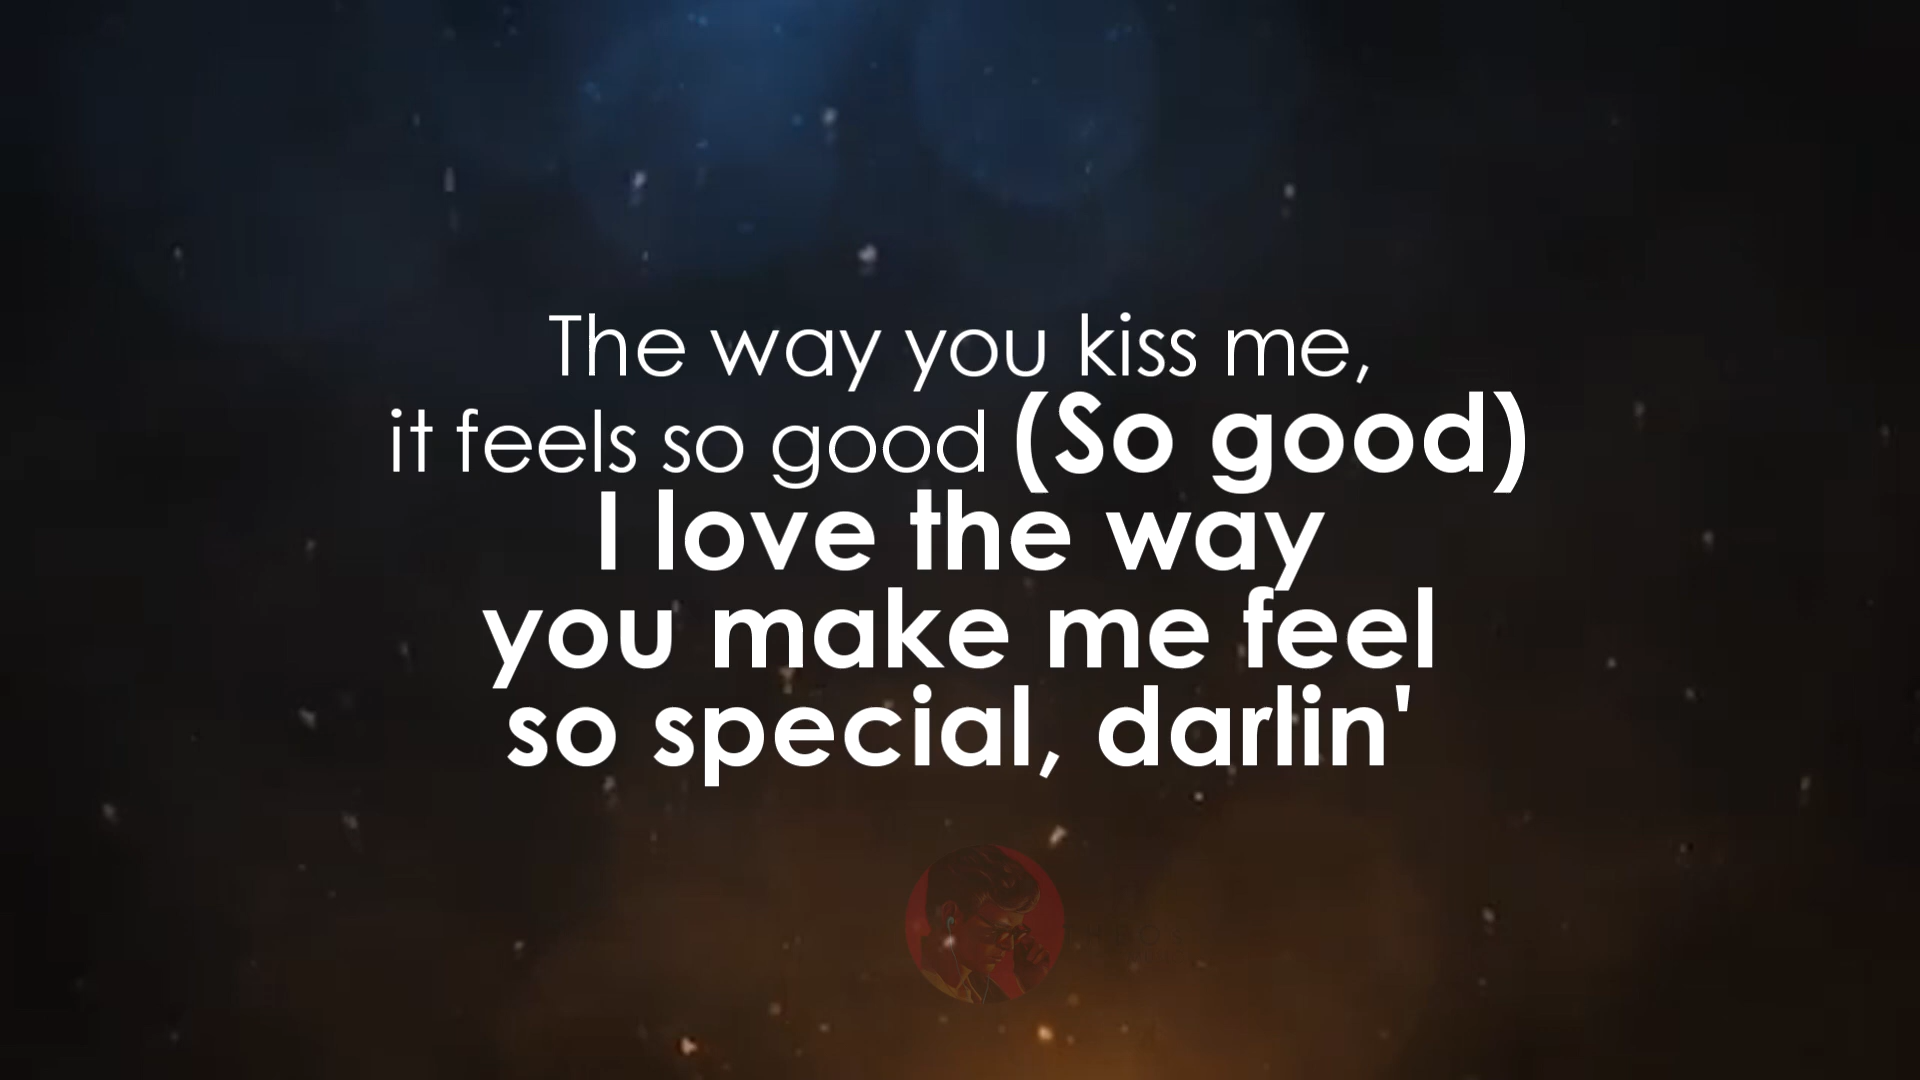 The way you kiss me,
it feels so good (So good)
I love the way
you make me feel
so special, darlin'